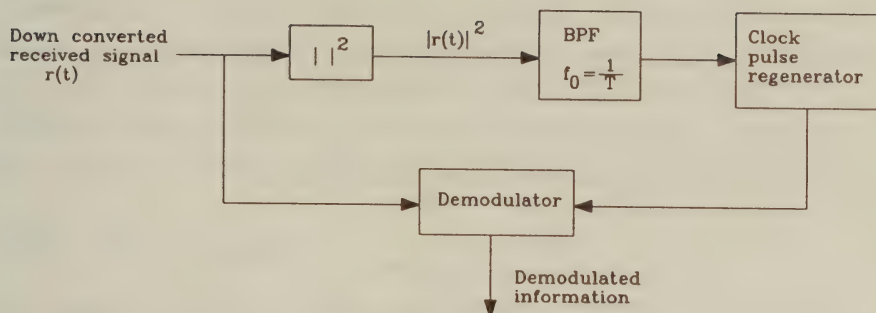 Down converted
received signal
r(t)
| |²
|r(t)|²
BPF
f₀ = 1/T
Clock
pulse
regenerator
Demodulator
Demodulated
information